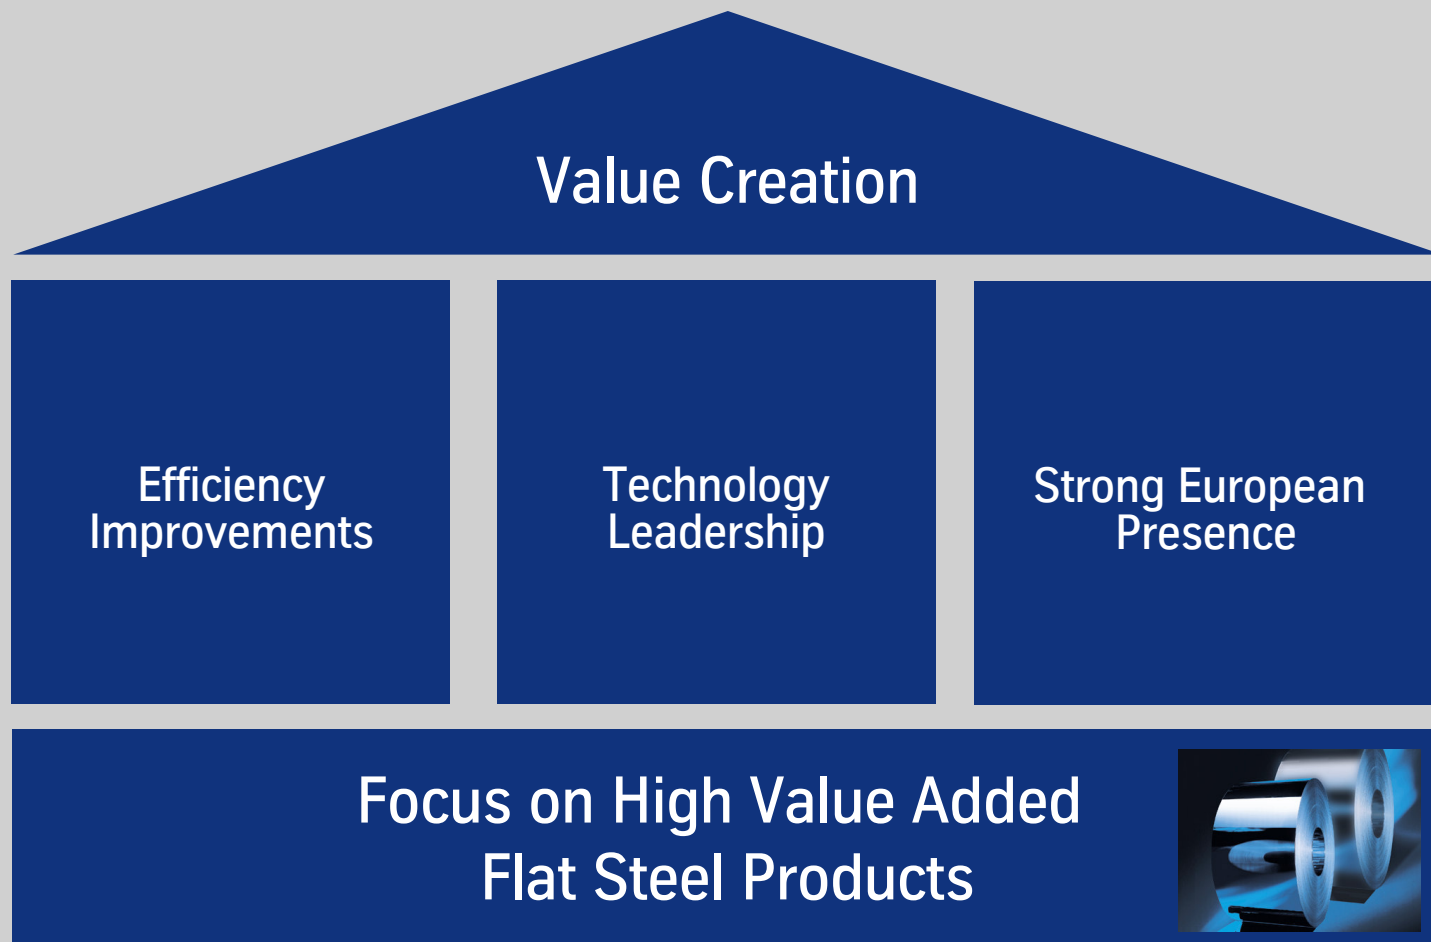 Value Creation
Efficiency
Improvements
Technology
Leadership
Strong European
Presence
Focus on High Value Added
Flat Steel Products